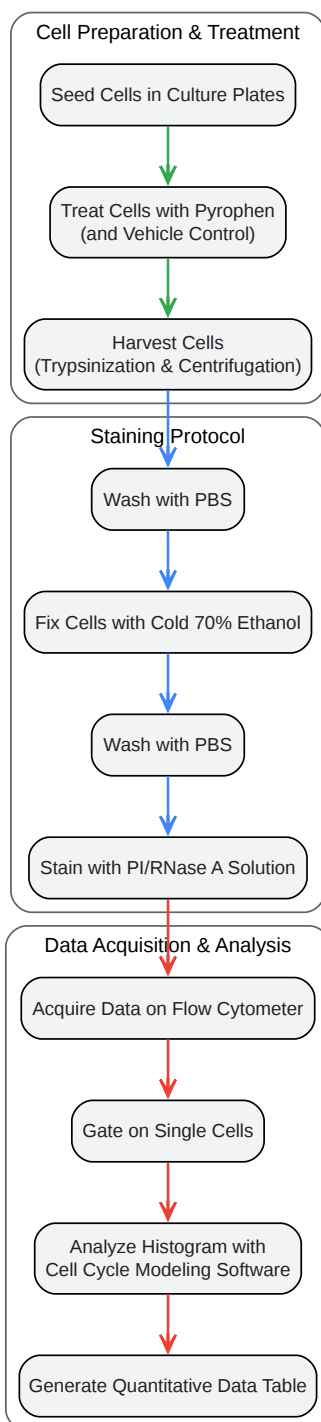 Cell Preparation & Treatment
Seed Cells in Culture Plates
Treat Cells with Pyrophen
(and Vehicle Control)
Harvest Cells
(Trypsinization & Centrifugation)
Staining Protocol
Wash with PBS
Fix Cells with Cold 70% Ethanol
Wash with PBS
Stain with PI/RNase A Solution
Data Acquisition & Analysis
Acquire Data on Flow Cytometer
Gate on Single Cells
Analyze Histogram with
Cell Cycle Modeling Software
Generate Quantitative Data Table